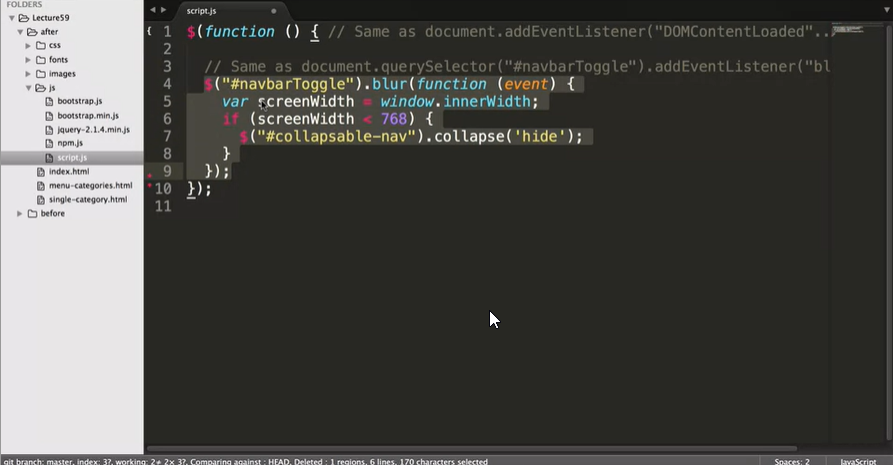 FOLDERS
Lecture59
after
css
fonts
images
js
bootstrap.js
bootstrap.min.js
jquery-2.1.4.min.js
npm.js
script.js
index.html
menu-categories.html
single-category.html
before
script.js
1 $(function () { // Same as document.addEventListener("DOMContentLoaded"...
2
3 // Same as document.querySelector("#navbarToggle").addEventListener("bl
4 $("#navbarToggle").blur(function (event) {
5 var screenWidth = window.innerWidth;
6 if (screenWidth < 768) {
7 $("#collapsable-nav").collapse('hide');
8 }
9 });
10 });
11
git branch: master, index: 3?, working: 2≠ 2× 3?, Comparing against : HEAD, Deleted : 1 regions, 6 lines, 170 characters selected
Spaces: 2
JavaScript